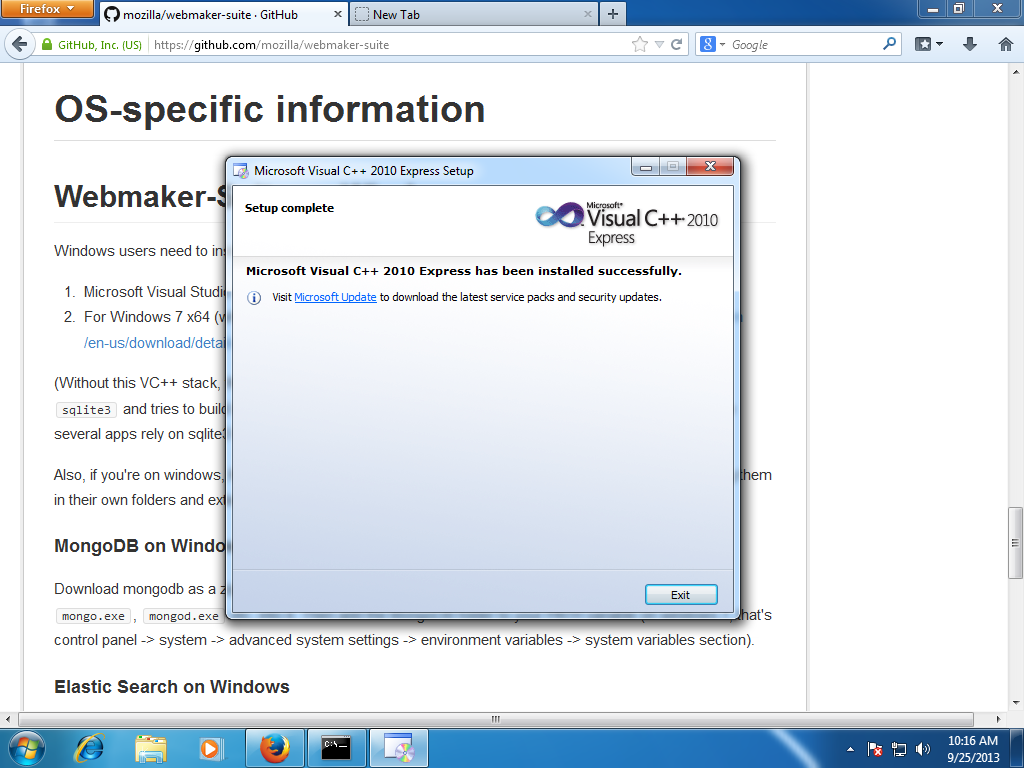 Firefox
mozilla/webmaker-suite · GitHub
New Tab
GitHub, Inc. (US)
https://github.com/mozilla/webmaker-suite
Google
OS-specific information
Webmaker-S
Windows users need to ins
1. Microsoft Visual Studi
2. For Windows 7 x64 (w
/en-us/download/detai
(Without this VC++ stack,
sqlite3 and tries to build
several apps rely on sqlite3
Also, if you're on windows,
them
in their own folders and ext
MongoDB on Windo
Download mongodb as a z
mongo.exe , mongod.exe
that's
control panel -> system -> advanced system settings -> environment variables -> system variables section).
Elastic Search on Windows
Microsoft Visual C++ 2010 Express Setup
Setup complete
Microsoft®
Visual C++ 2010
Express
Microsoft Visual C++ 2010 Express has been installed successfully.
Visit Microsoft Update to download the latest service packs and security updates.
Exit
10:16 AM
9/25/2013